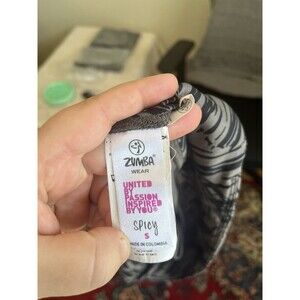 ZUMBA
WEAR
UNITED
BY
PASSION
INSPIRED
BY YOU®
SPICY
S
MADE IN COLOMBIA